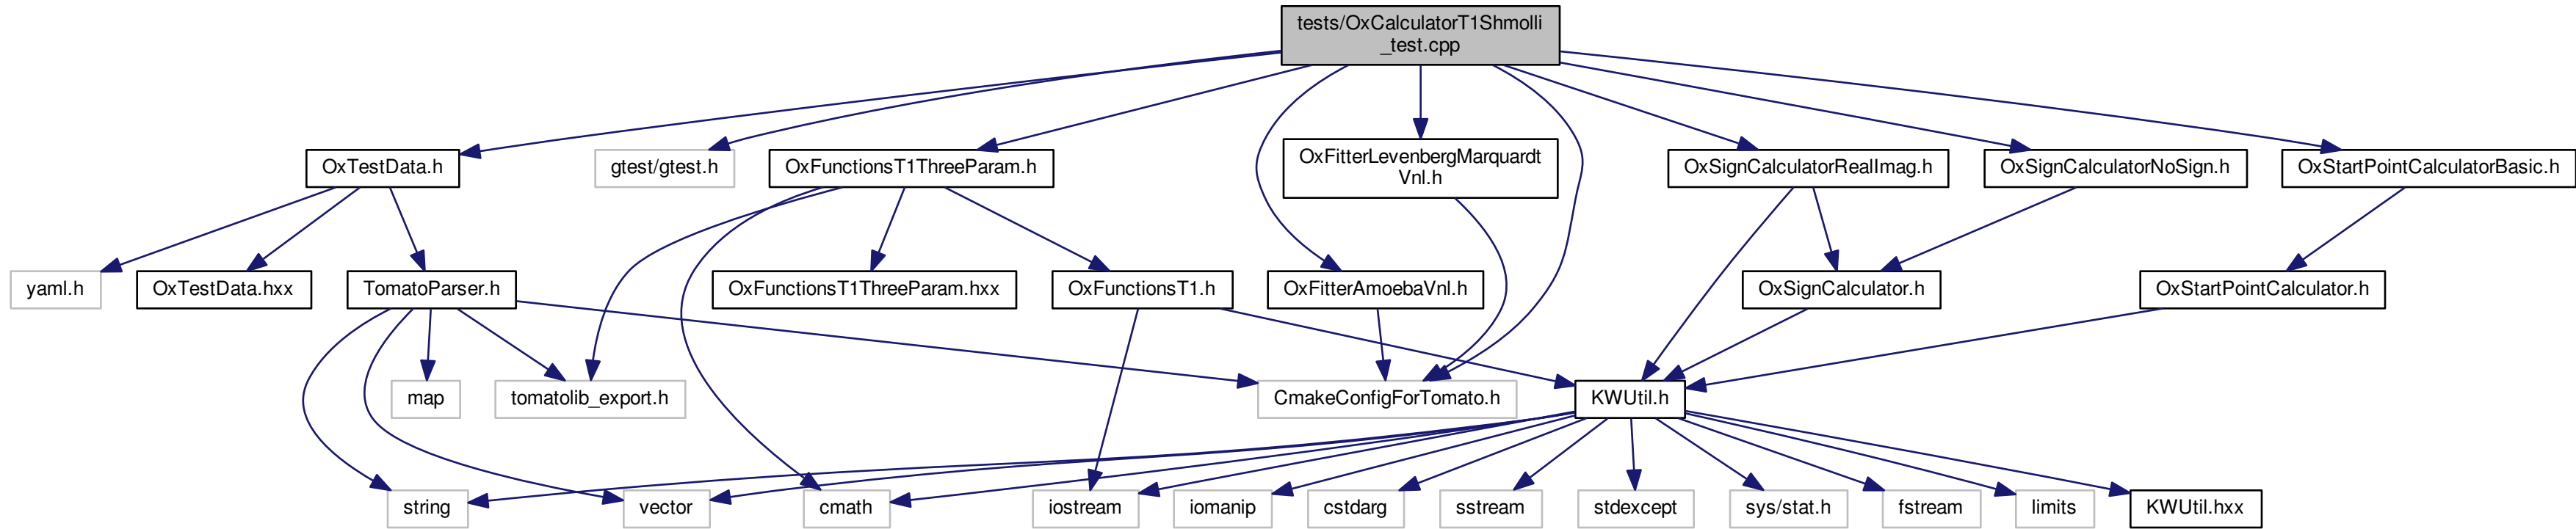 tests/OxCalculatorT1Shmolli
_test.cpp
OxTestData.h
gtest/gtest.h
OxFunctionsT1ThreeParam.h
OxFitterLevenbergMarquardt
Vnl.h
OxSignCalculatorRealImag.h
OxSignCalculatorNoSign.h
OxStartPointCalculatorBasic.h
yaml.h
OxTestData.hxx
TomatoParser.h
OxFunctionsT1ThreeParam.hxx
OxFunctionsT1.h
OxFitterAmoebaVnl.h
OxSignCalculator.h
OxStartPointCalculator.h
map
tomatolib_export.h
CmakeConfigForTomato.h
KWUtil.h
string
vector
cmath
iostream
iomanip
cstdarg
sstream
stdexcept
sys/stat.h
fstream
limits
KWUtil.hxx